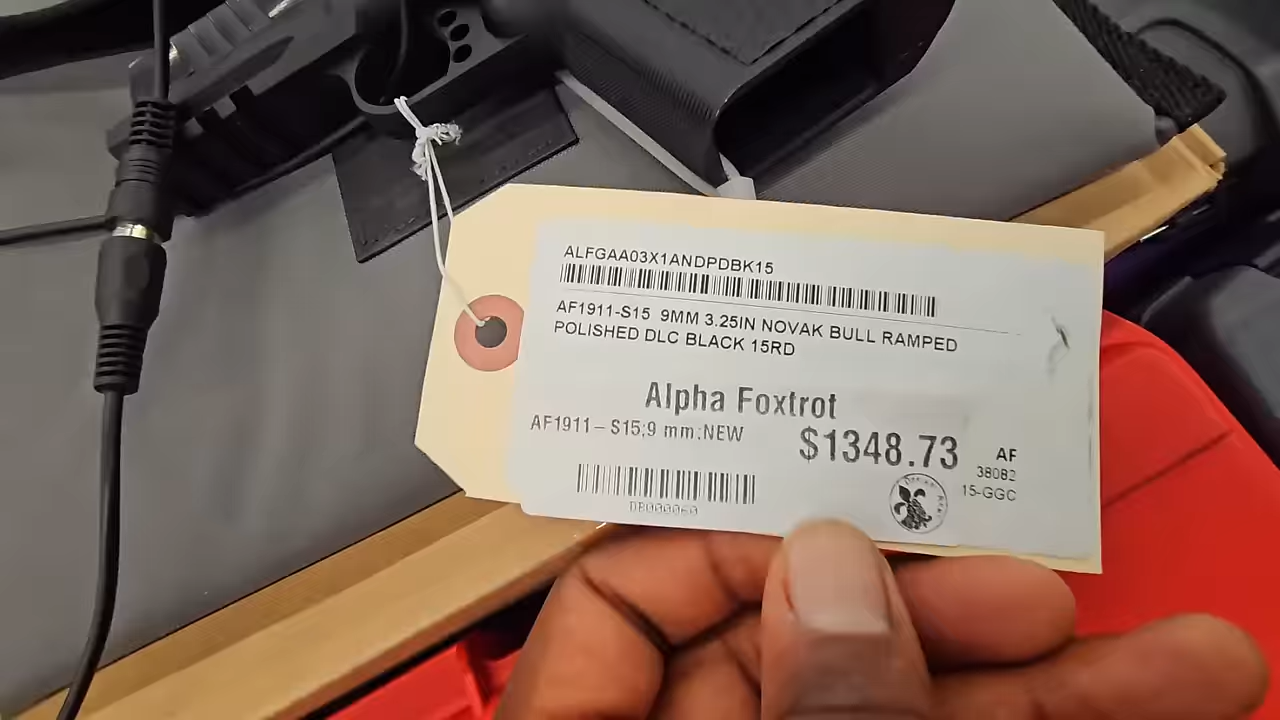 ALFGAA03X1ANDPDBK15
AF1911-S15 9MM 3.25IN NOVAK BULL RAMPED
POLISHED DLC BLACK 15RD
Alpha Foxtrot
AF1911-S15;9 mm:NEW
$1348.73
AF
38082
15-GGC
DB000060